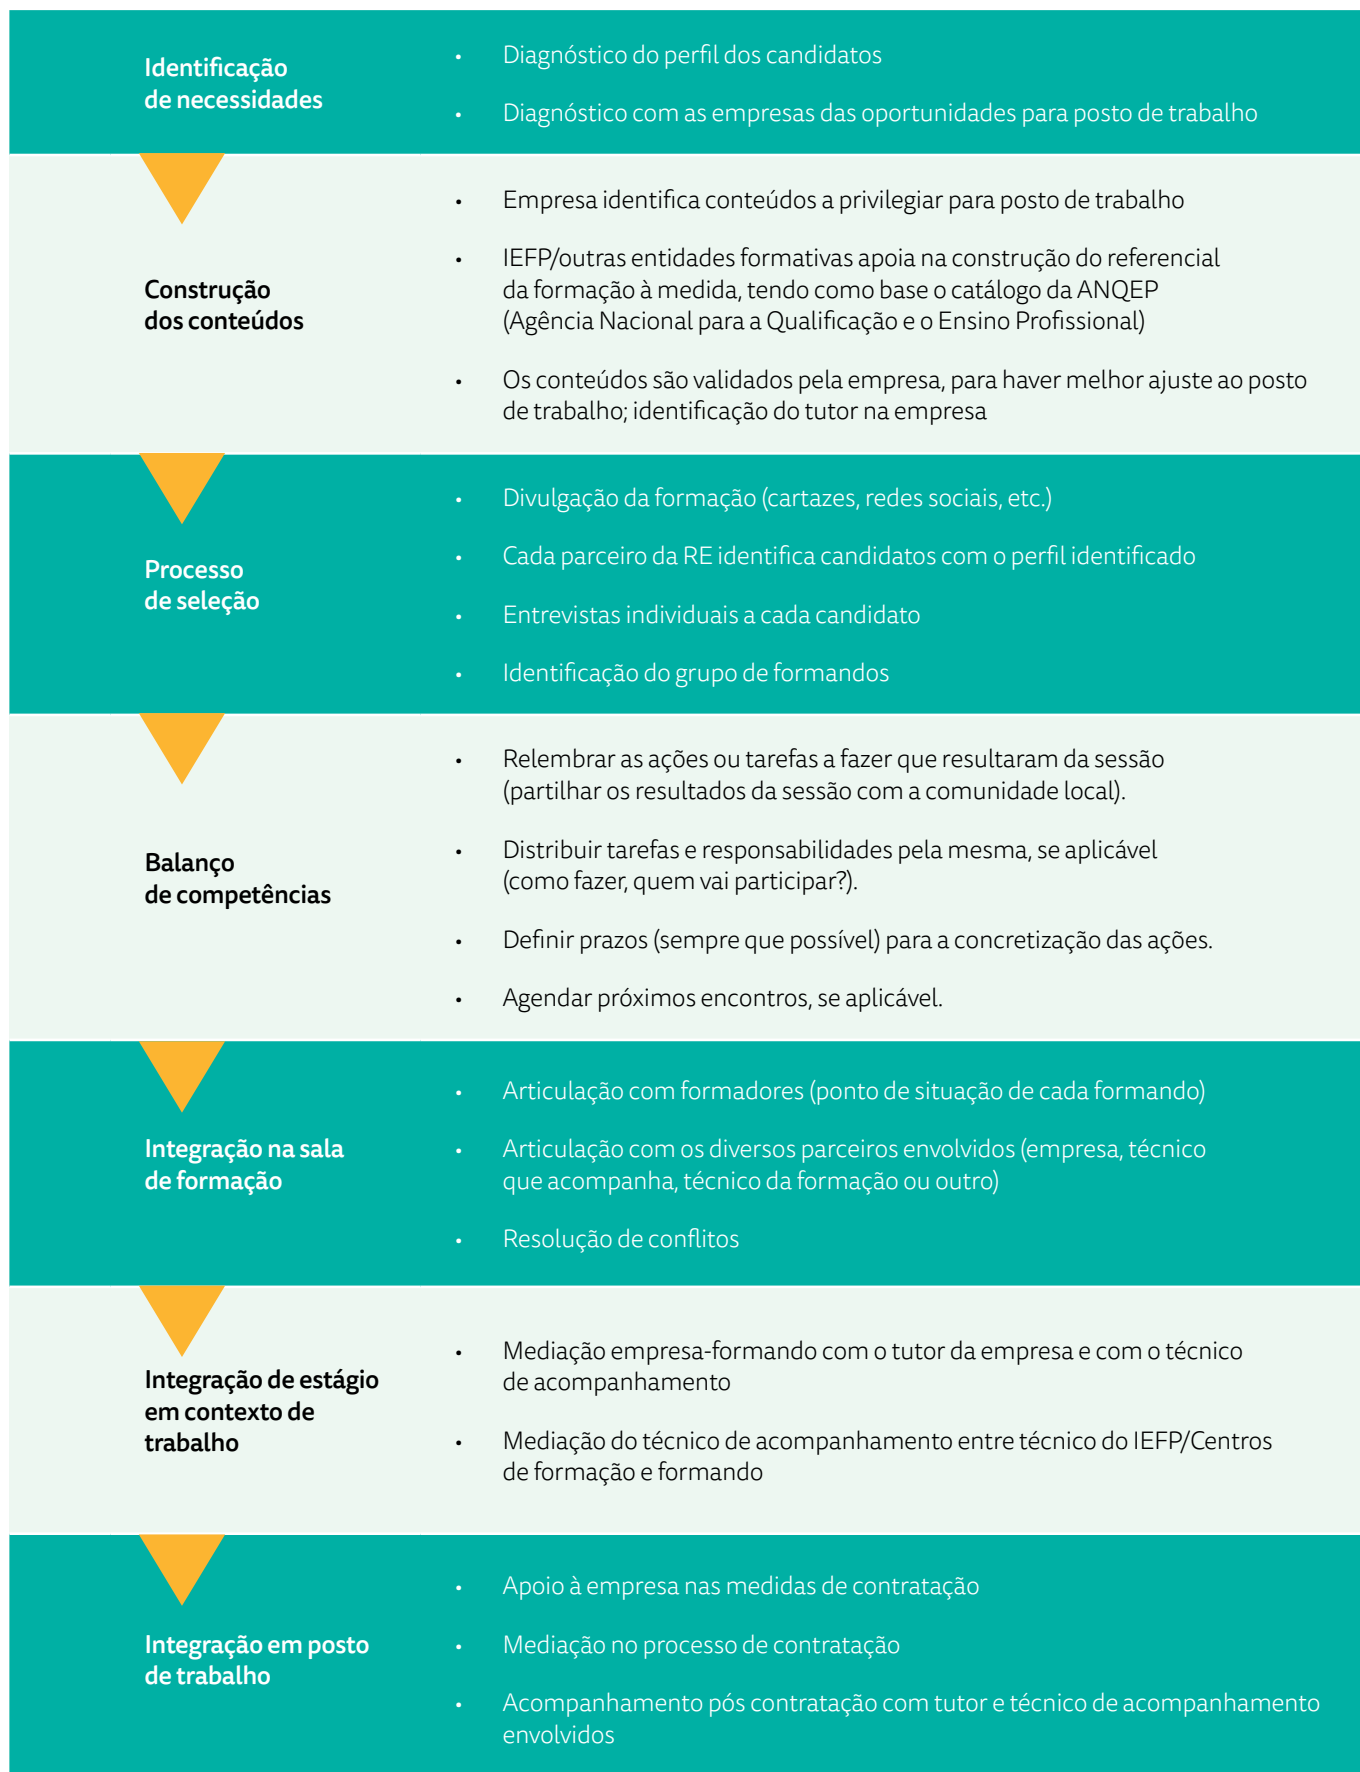 Identificação
de necessidades
• Diagnóstico do perfil dos candidatos
• Diagnóstico com as empresas das oportunidades para posto de trabalho
Construção
dos conteúdos
• Empresa identifica conteúdos a privilegiar para posto de trabalho
• IEFP/outras entidades formativas apoia na construção do referencial
da formação à medida, tendo como base o catálogo da ANQEP
(Agência Nacional para a Qualificação e o Ensino Profissional)
• Os conteúdos são validados pela empresa, para haver melhor ajuste ao posto
de trabalho; identificação do tutor na empresa
Processo
de seleção
• Divulgação da formação (cartazes, redes sociais, etc.)
• Cada parceiro da RE identifica candidatos com o perfil identificado
• Entrevistas individuais a cada candidato
• Identificação do grupo de formandos
Balanço
de competências
• Relembrar as ações ou tarefas a fazer que resultaram da sessão
(partilhar os resultados da sessão com a comunidade local).
• Distribuir tarefas e responsabilidades pela mesma, se aplicável
(como fazer, quem vai participar?).
• Definir prazos (sempre que possível) para a concretização das ações.
• Agendar próximos encontros, se aplicável.
Integração na sala
de formação
• Articulação com formadores (ponto de situação de cada formando)
• Articulação com os diversos parceiros envolvidos (empresa, técnico
que acompanha, técnico da formação ou outro)
• Resolução de conflitos
Integração de estágio
em contexto de
trabalho
• Mediação empresa-formando com o tutor da empresa e com o técnico
de acompanhamento
• Mediação do técnico de acompanhamento entre técnico do IEFP/Centros
de formação e formando
Integração em posto
de trabalho
• Apoio à empresa nas medidas de contratação
• Mediação no processo de contratação
• Acompanhamento pós contratação com tutor e técnico de acompanhamento
envolvidos